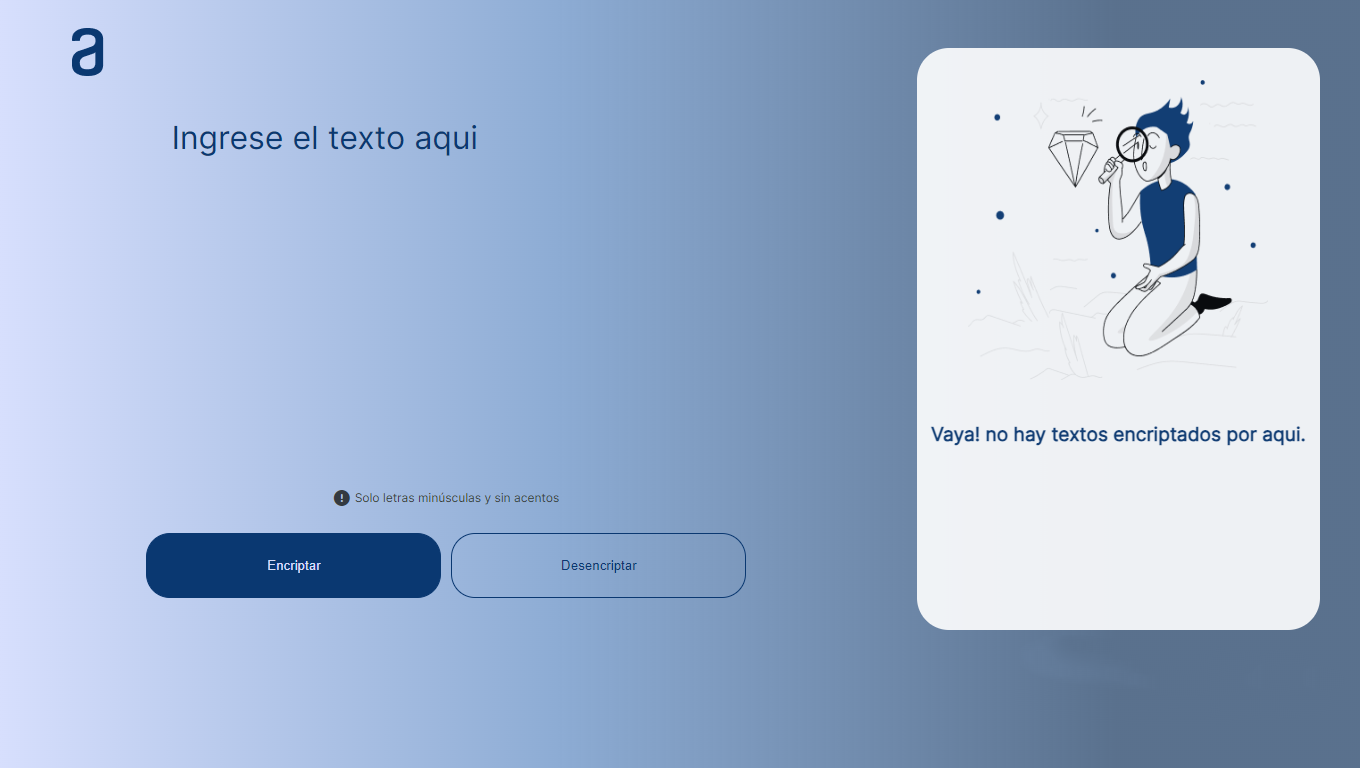 a
Ingrese el texto aqui
Solo letras minúsculas y sin acentos
Encriptar
Desencriptar
Vaya! no hay textos encriptados por aqui.